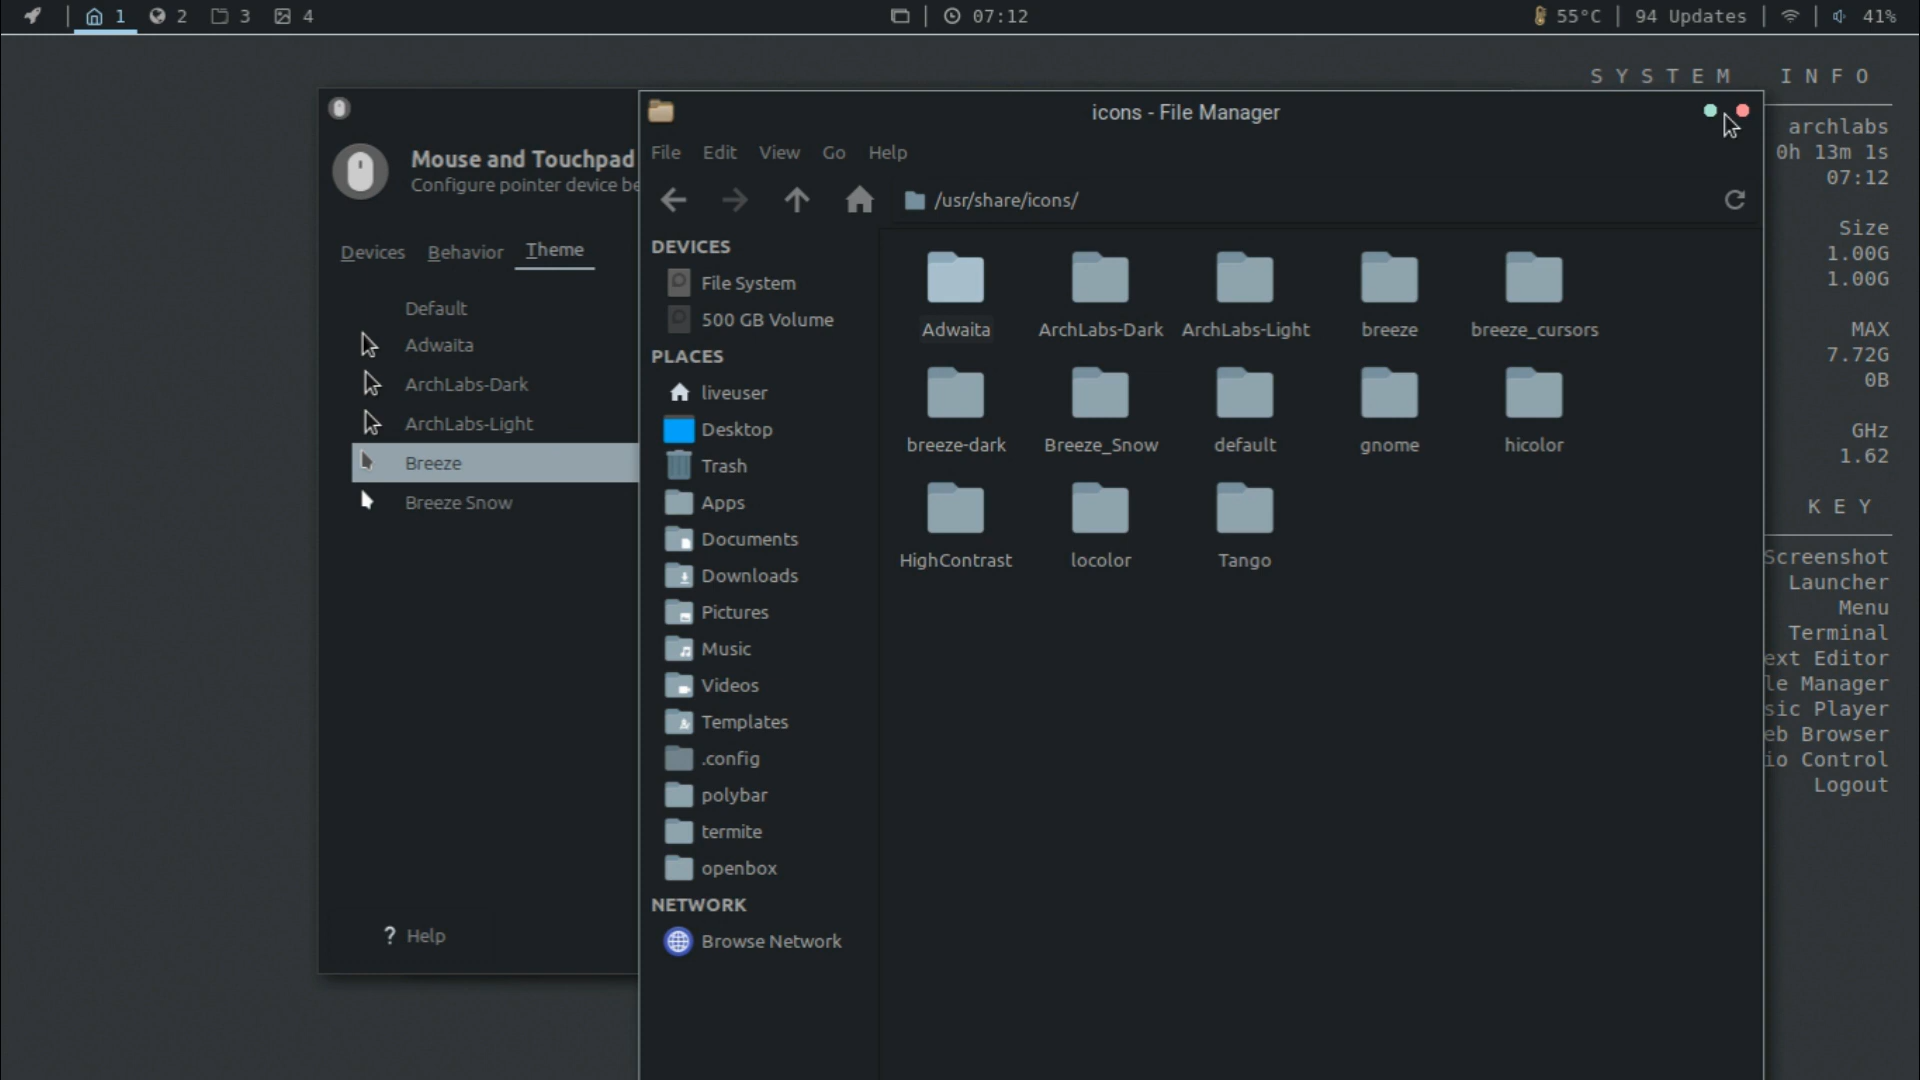 1 2 3 4 07:12 55°C 94 Updates 41%
SYSTEM INFO
archlabs
0h 13m 1s
07:12
Size
1.00G
1.00G
MAX
7.72G
0B
GHz
1.62
KEY
Screenshot
Launcher
Menu
Terminal
ext Editor
le Manager
sic Player
eb Browser
io Control
Logout
Mouse and Touchpad
Configure pointer device be
Devices Behavior Theme
Default
Adwaita
ArchLabs-Dark
ArchLabs-Light
Breeze
Breeze Snow
? Help
icons - File Manager
File Edit View Go Help
/usr/share/icons/
DEVICES
File System
500 GB Volume
PLACES
liveuser
Desktop
Trash
Apps
Documents
Downloads
Pictures
Music
Videos
Templates
.config
polybar
termite
openbox
NETWORK
Browse Network
Adwaita ArchLabs-Dark ArchLabs-Light breeze breeze_cursors
breeze-dark Breeze_Snow default gnome hicolor
HighContrast locolor Tango